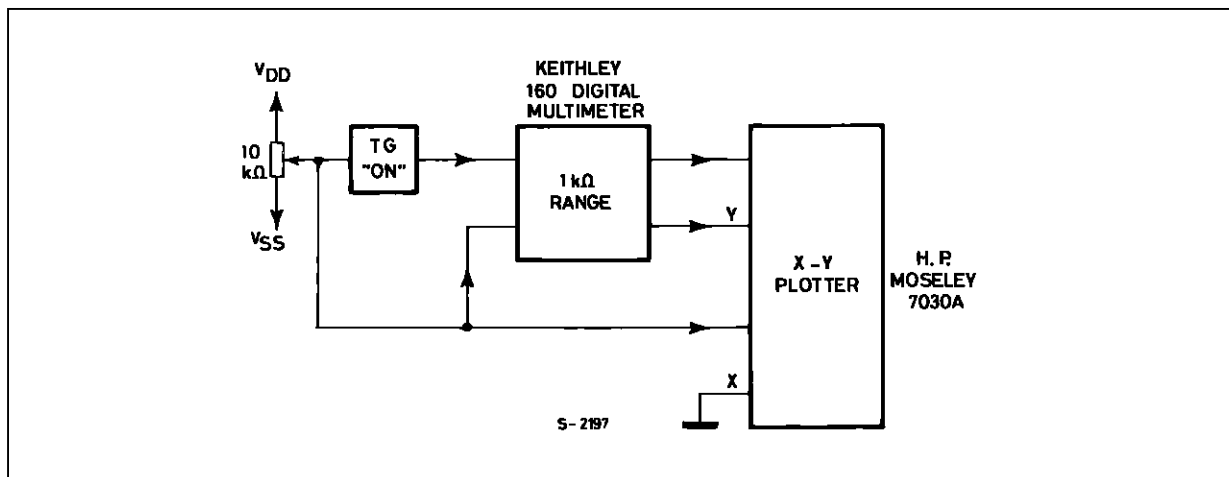 VDD
10
kΩ
VSS
TG
"ON"
KEITHLEY
160 DIGITAL
MULTIMETER
1 kΩ
RANGE
Y
X
X-Y
PLOTTER
H.P.
MOSELEY
7030A
S-2197